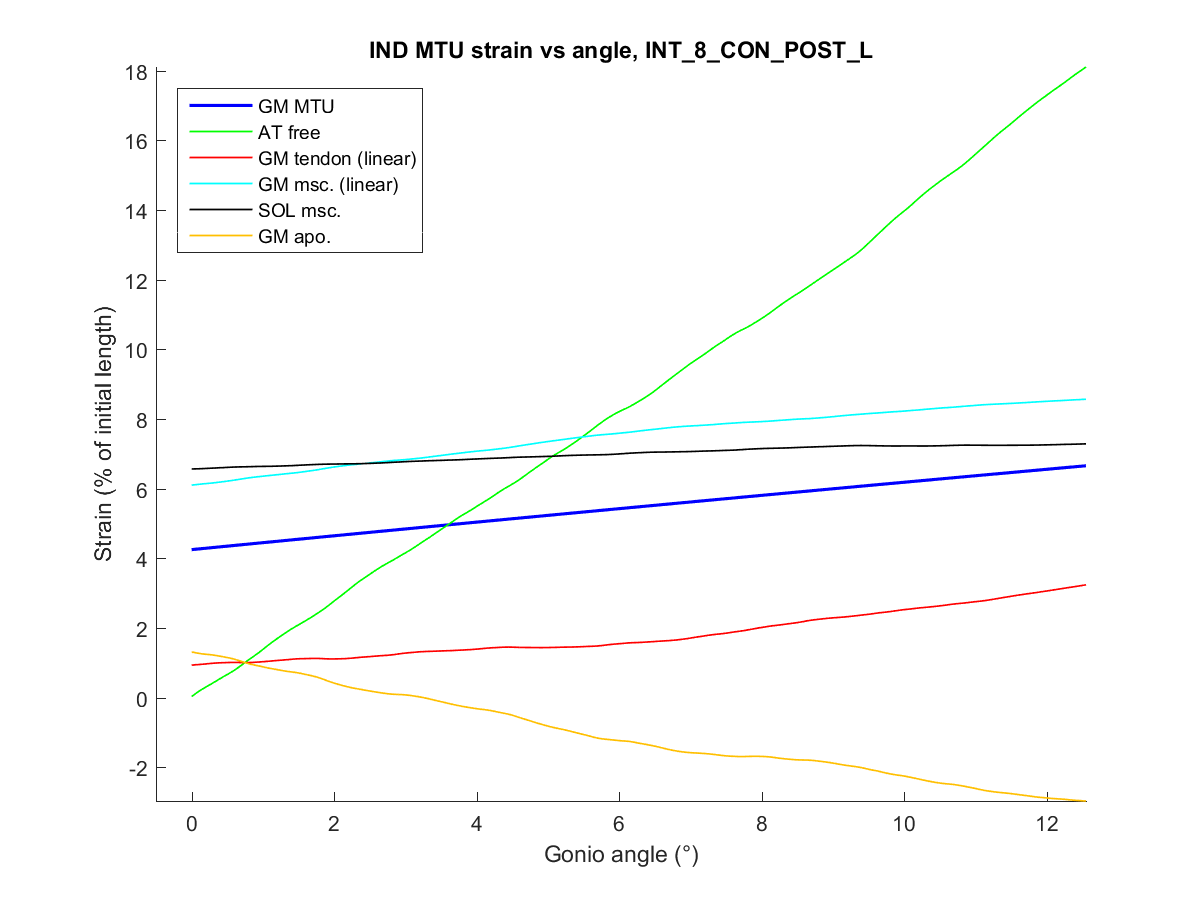 IND MTU strain vs angle, INT_8_CON_POST_L
18
16
14
12
10
8
6
4
2
0
-2
Strain (% of initial length)
GM MTU
AT free
GM tendon (linear)
GM msc. (linear)
SOL msc.
GM apo.
0 2 4 6 8 10 12
Gonio angle (°)